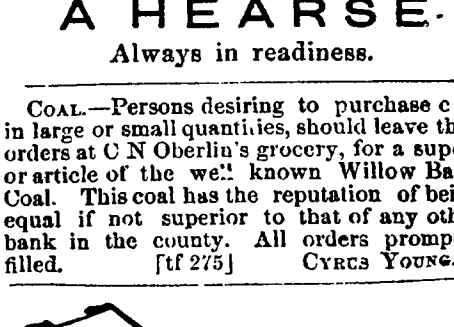 A HEARSE.
Always in readiness.
COAL.—Persons desiring to purchase c
in large or small quantities, should leave th
orders at C N Oberlin's grocery, for a supe
or article of the well known Willow Ba
Coal. This coal has the reputation of bei
equal if not superior to that of any oth
bank in the county. All orders promp
filled. [tf 275] CYRUS YOUNG.